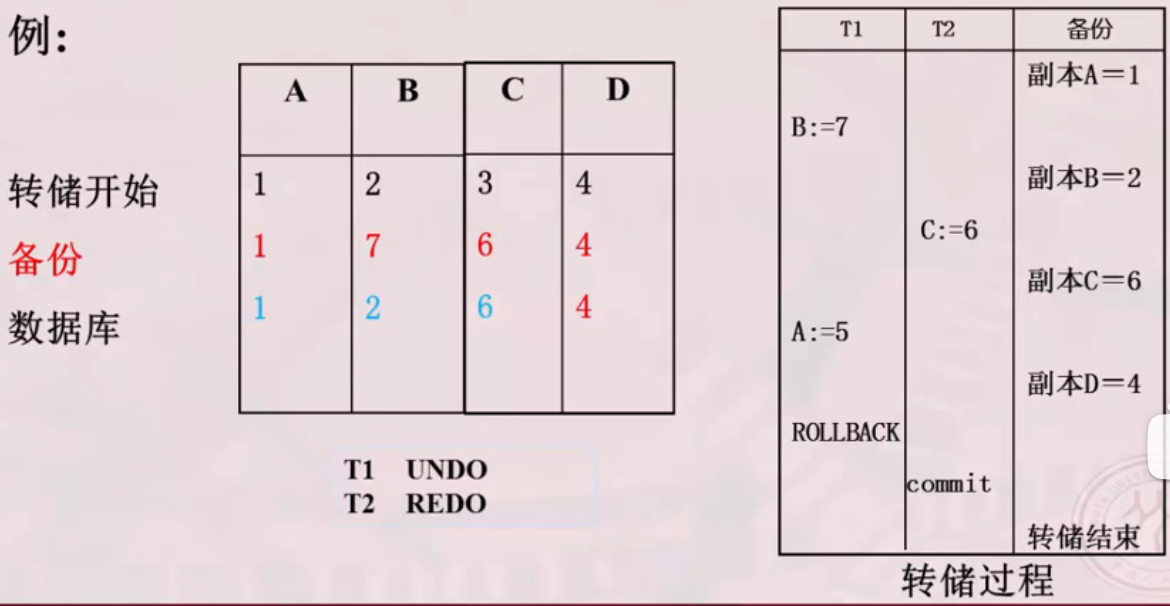 例:
A B C D
转储开始 1 2 3 4
备份 1 7 6 4
数据库 1 2 6 4
T1 UNDO
T2 REDO
T1 T2 备份
副本A=1
B:=7
副本B=2
C:=6
副本C=6
A:=5
副本D=4
ROLLBACK
commit
转储结束
转储过程